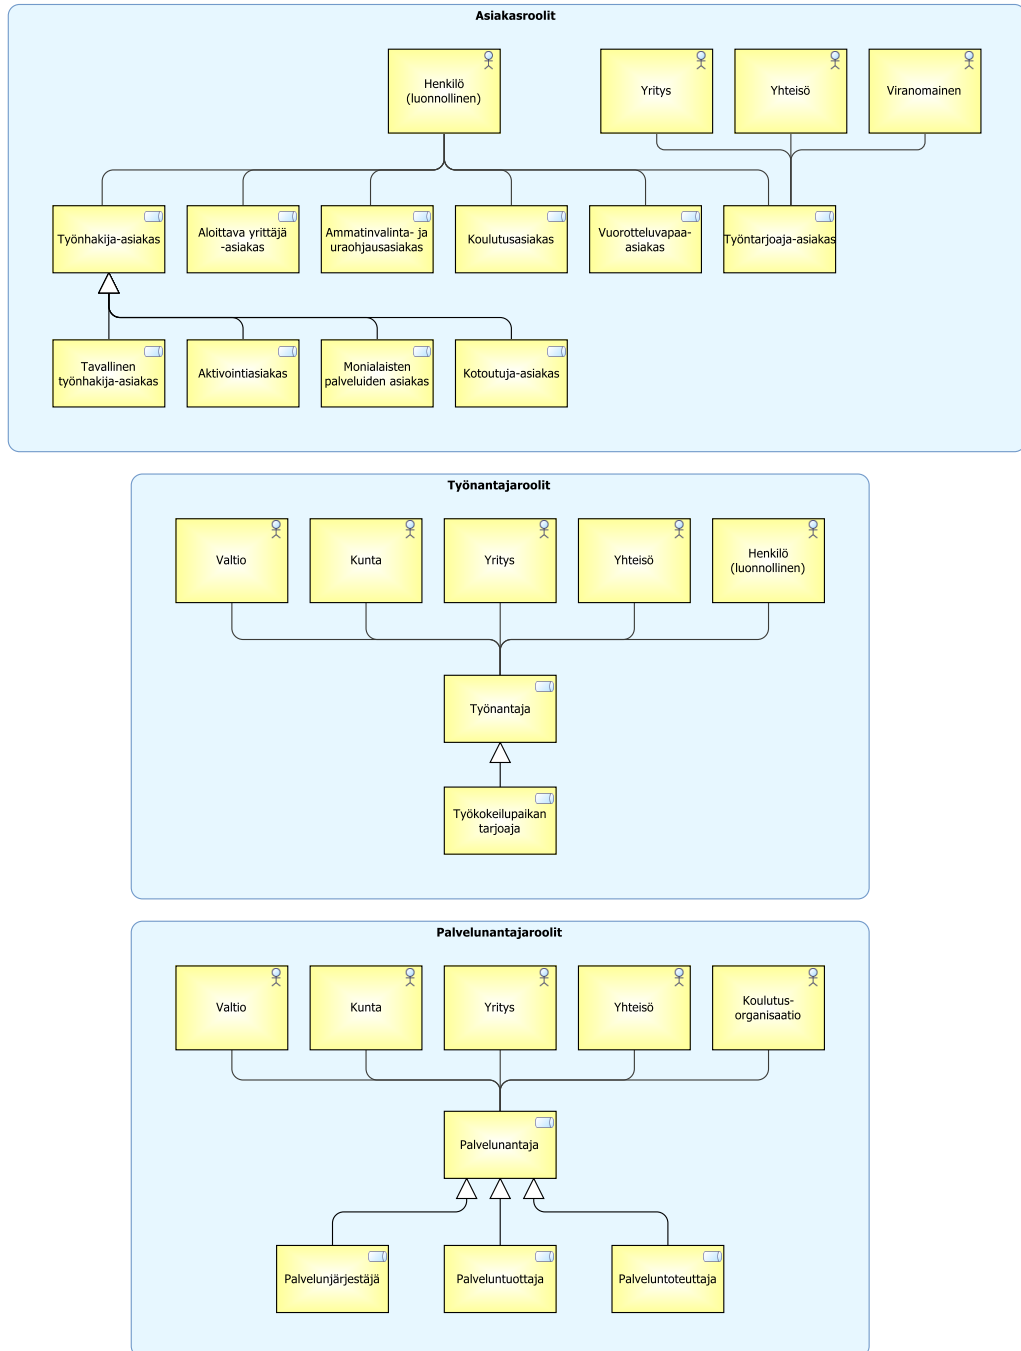 Asiakasroolit
Henkilö
(luonnollinen)
Yritys
Yhteisö
Viranomainen
Työnhakija-asiakas
Aloittava yrittäjä
-asiakas
Ammatinvalinta- ja
uraohjausasiakas
Koulutusasiakas
Vuorotteluvapaa-
asiakas
Työntarjoaja-asiakas
Tavallinen
työnhakija-asiakas
Aktivointiasiakas
Monialaisten
palveluiden asiakas
Kotoutuja-asiakas
Työnantajaroolit
Valtio
Kunta
Yritys
Yhteisö
Henkilö
(luonnollinen)
Työnantaja
Työkokeilupaikan
tarjoaja
Palvelunantajaroolit
Valtio
Kunta
Yritys
Yhteisö
Koulutus-
organisaatio
Palvelunantaja
Palvelunjärjestäjä
Palveluntuottaja
Palveluntoteuttaja